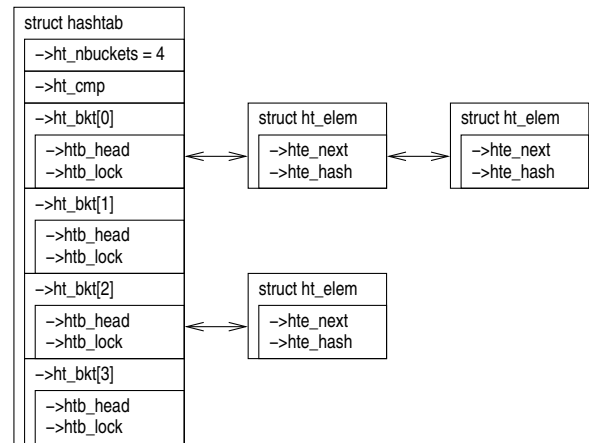 struct hashtab
−>ht_nbuckets = 4
−>ht_cmp
−>ht_bkt[0]
−>htb_head
−>htb_lock
struct ht_elem
−>hte_next
−>hte_hash
struct ht_elem
−>hte_next
−>hte_hash
−>ht_bkt[1]
−>htb_head
−>htb_lock
−>ht_bkt[2]
−>htb_head
−>htb_lock
struct ht_elem
−>hte_next
−>hte_hash
−>ht_bkt[3]
−>htb_head
−>htb_lock